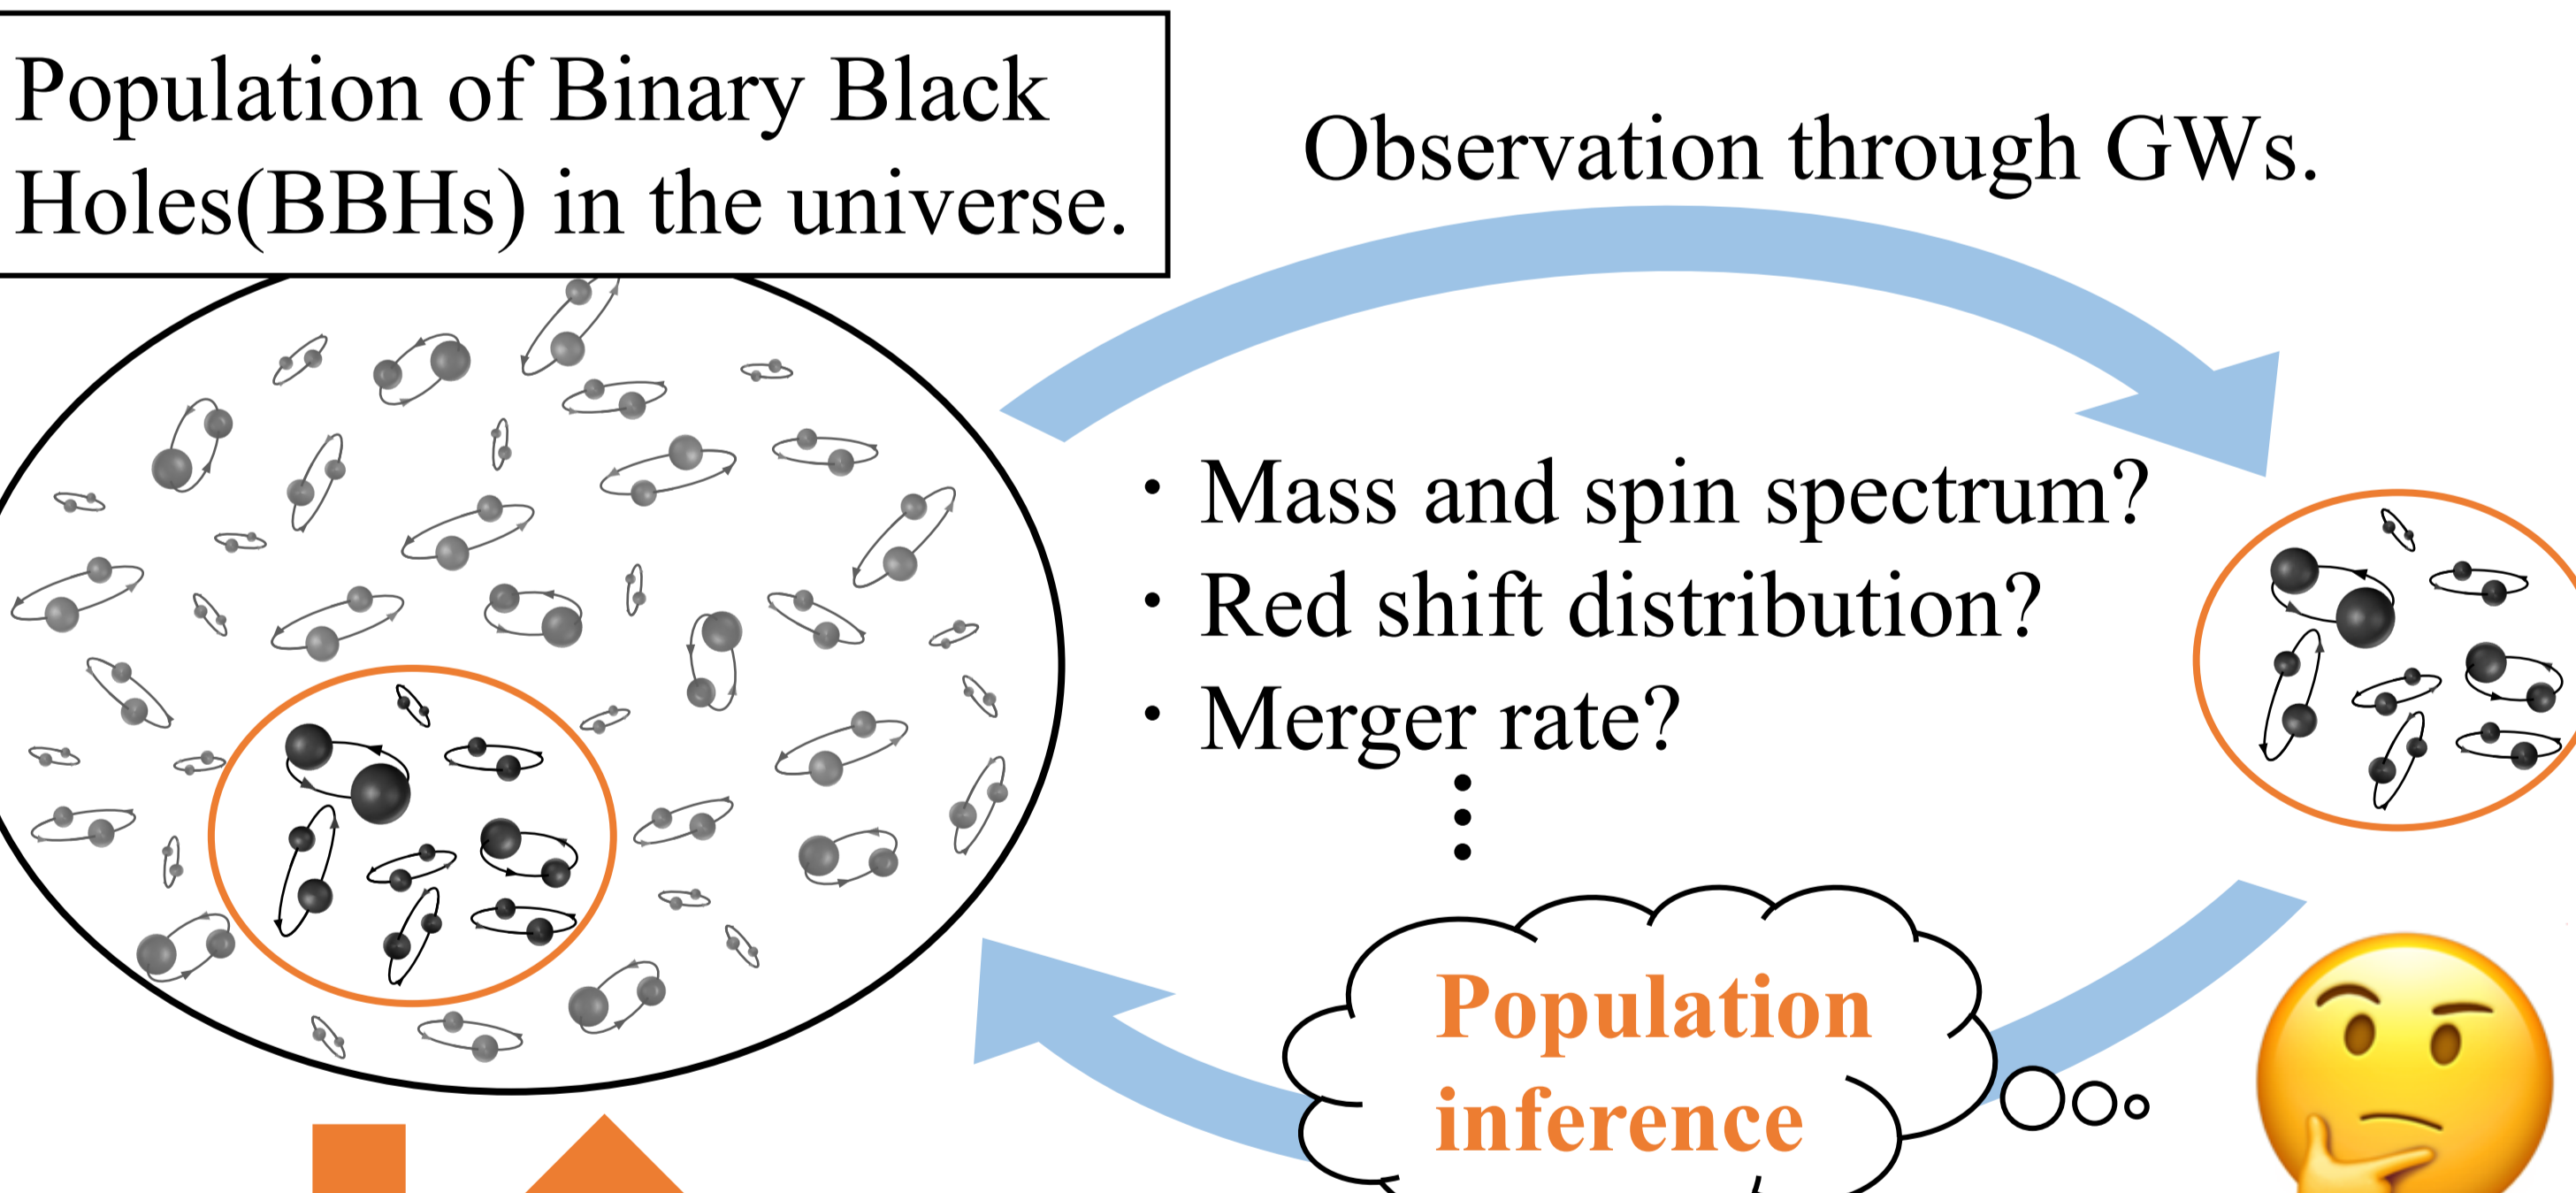 Population of Binary Black
Holes(BBHs) in the universe.
Observation through GWs.
・Mass and spin spectrum?
・Red shift distribution?
・Merger rate?
Population
inference